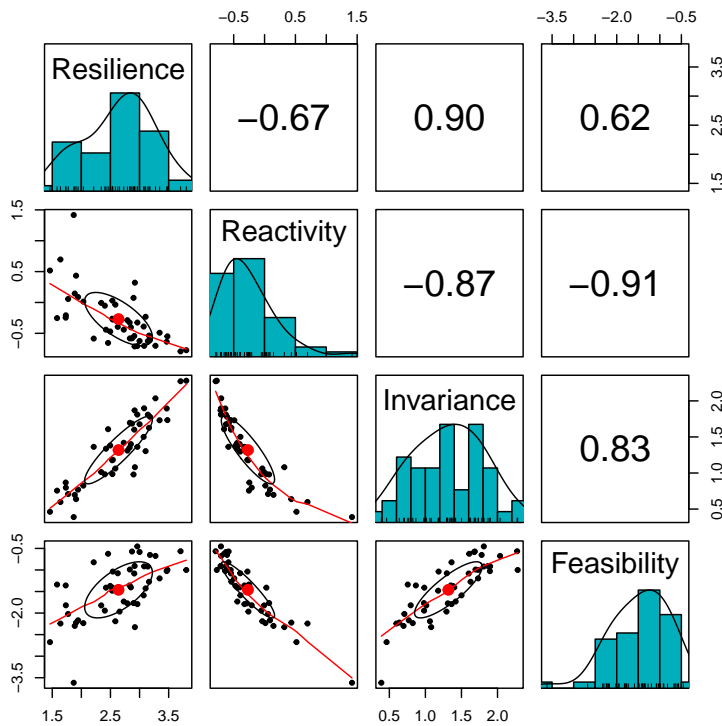 −0.5 0.5 1.5 −3.5 −2.0 −0.5
Resilience −0.67 0.90 0.62 1.5 2.5 3.5
−0.5 0.5 1.5 Reactivity −0.87 −0.91
Invariance 0.83 0.5 1.0 1.5 2.0
−3.5 −2.0 −0.5 Feasibility
1.5 2.5 3.5 0.5 1.0 1.5 2.0